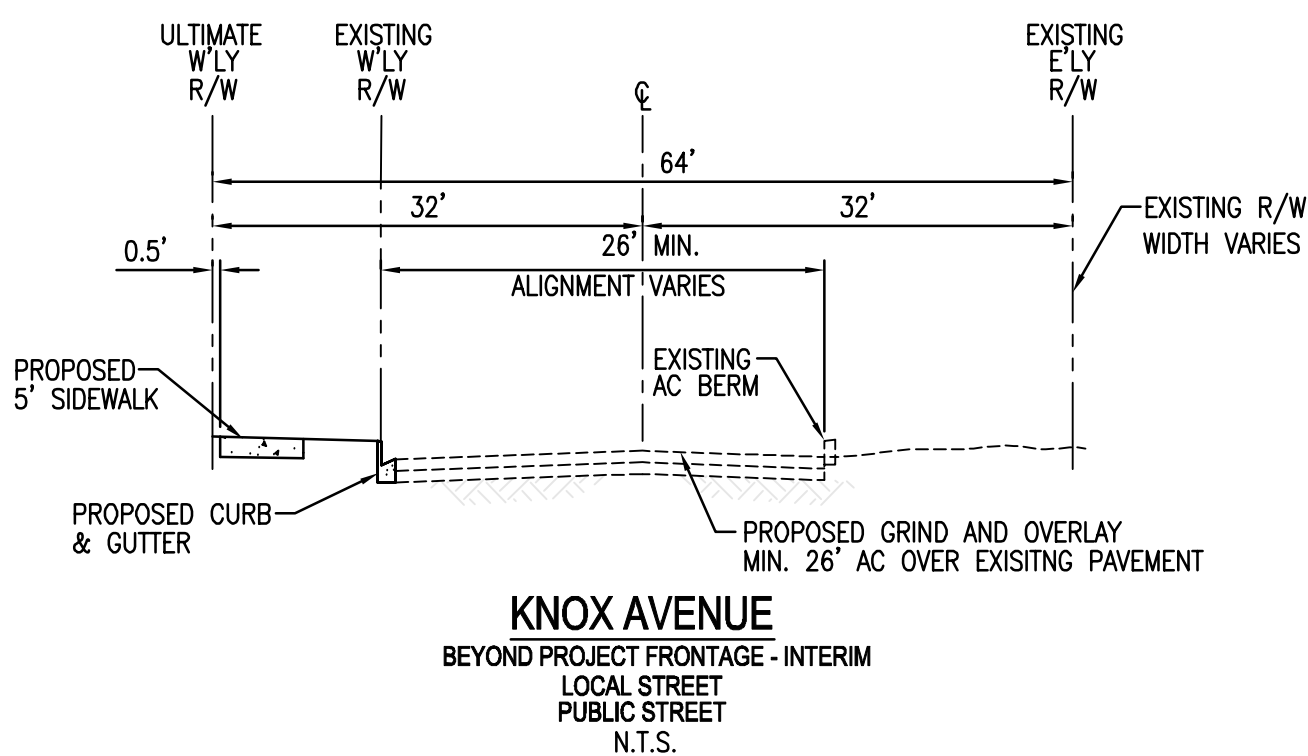 ULTIMATE
W'LY
R/W
EXISTING
W'LY
R/W
℄
EXISTING
E'LY
R/W
64'
32'
32'
EXISTING R/W
WIDTH VARIES
0.5'
26' MIN.
ALIGNMENT VARIES
PROPOSED
5' SIDEWALK
EXISTING
AC BERM
PROPOSED CURB
& GUTTER
PROPOSED GRIND AND OVERLAY
MIN. 26' AC OVER EXISITNG PAVEMENT
KNOX AVENUE
BEYOND PROJECT FRONTAGE - INTERIM
LOCAL STREET
PUBLIC STREET
N.T.S.